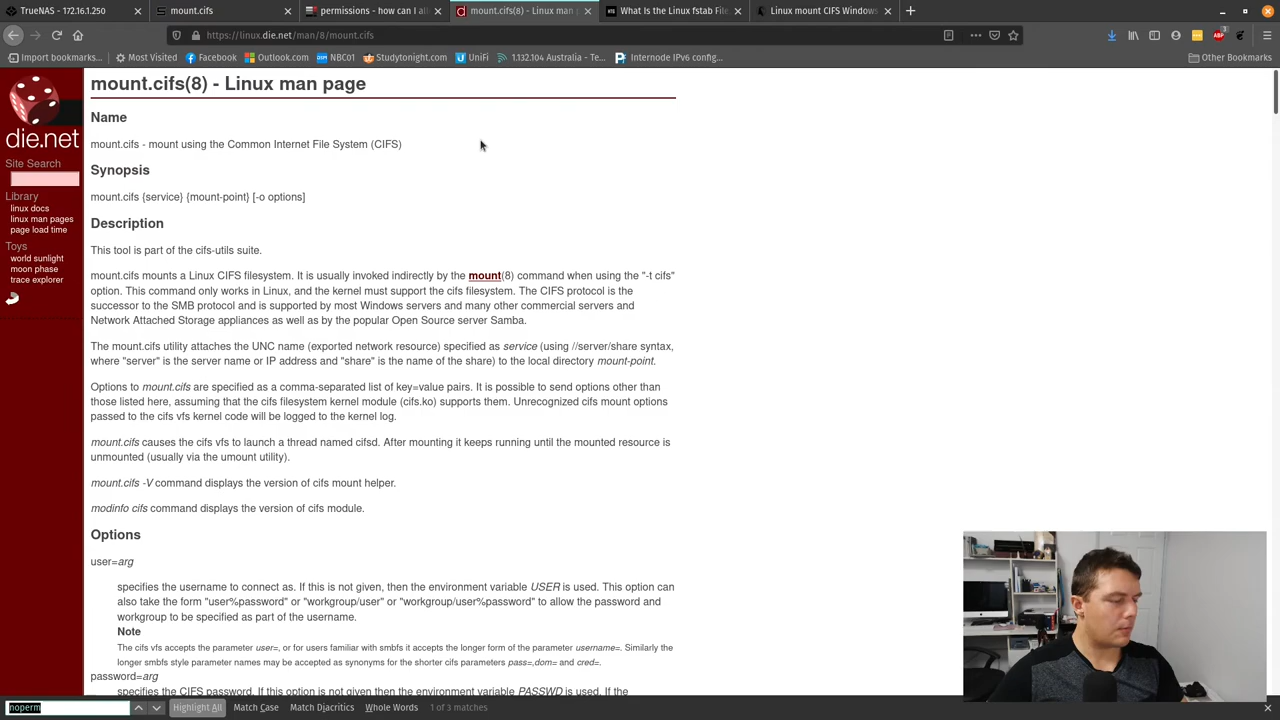 TrueNAS - 172.16.1.250
mount.cifs
permissions - how can I all
mount.cifs(8) - Linux man p
What Is the Linux fstab File
Linux mount CIFS Windows
https://linux.die.net/man/8/mount.cifs
Import bookmarks...
Most Visited
Facebook
Outlook.com
NBC01
Studytonight.com
UniFi
1.132.104 Australia - Te...
Internode IPv6 config...
Other Bookmarks
die.net
Site Search
Library
linux docs
linux man pages
page load time
Toys
world sunlight
moon phase
trace explorer
mount.cifs(8) - Linux man page
Name
mount.cifs - mount using the Common Internet File System (CIFS)
Synopsis
mount.cifs {service} {mount-point} [-o options]
Description
This tool is part of the cifs-utils suite.
mount.cifs mounts a Linux CIFS filesystem. It is usually invoked indirectly by the mount(8) command when using the "-t cifs"
option. This command only works in Linux, and the kernel must support the cifs filesystem. The CIFS protocol is the
successor to the SMB protocol and is supported by most Windows servers and many other commercial servers and
Network Attached Storage appliances as well as by the popular Open Source server Samba.
The mount.cifs utility attaches the UNC name (exported network resource) specified as service (using //server/share syntax,
where "server" is the server name or IP address and "share" is the name of the share) to the local directory mount-point.
Options to mount.cifs are specified as a comma-separated list of key=value pairs. It is possible to send options other than
those listed here, assuming that the cifs filesystem kernel module (cifs.ko) supports them. Unrecognized cifs mount options
passed to the cifs vfs kernel code will be logged to the kernel log.
mount.cifs causes the cifs vfs to launch a thread named cifsd. After mounting it keeps running until the mounted resource is
unmounted (usually via the umount utility).
mount.cifs -V command displays the version of cifs mount helper.
modinfo cifs command displays the version of cifs module.
Options
user=arg
specifies the username to connect as. If this is not given, then the environment variable USER is used. This option can
also take the form "user%password" or "workgroup/user" or "workgroup/user%password" to allow the password and
workgroup to be specified as part of the username.
Note
The cifs vfs accepts the parameter user=, or for users familiar with smbfs it accepts the longer form of the parameter username=. Similarly the
longer smbfs style parameter names may be accepted as synonyms for the shorter cifs parameters pass=,dom= and cred=.
password=arg
specifies the CIFS password. If this option is not given then the environment variable PASSWD is used. If the
noperm
Highlight All
Match Case
Match Diacritics
Whole Words
1 of 3 matches